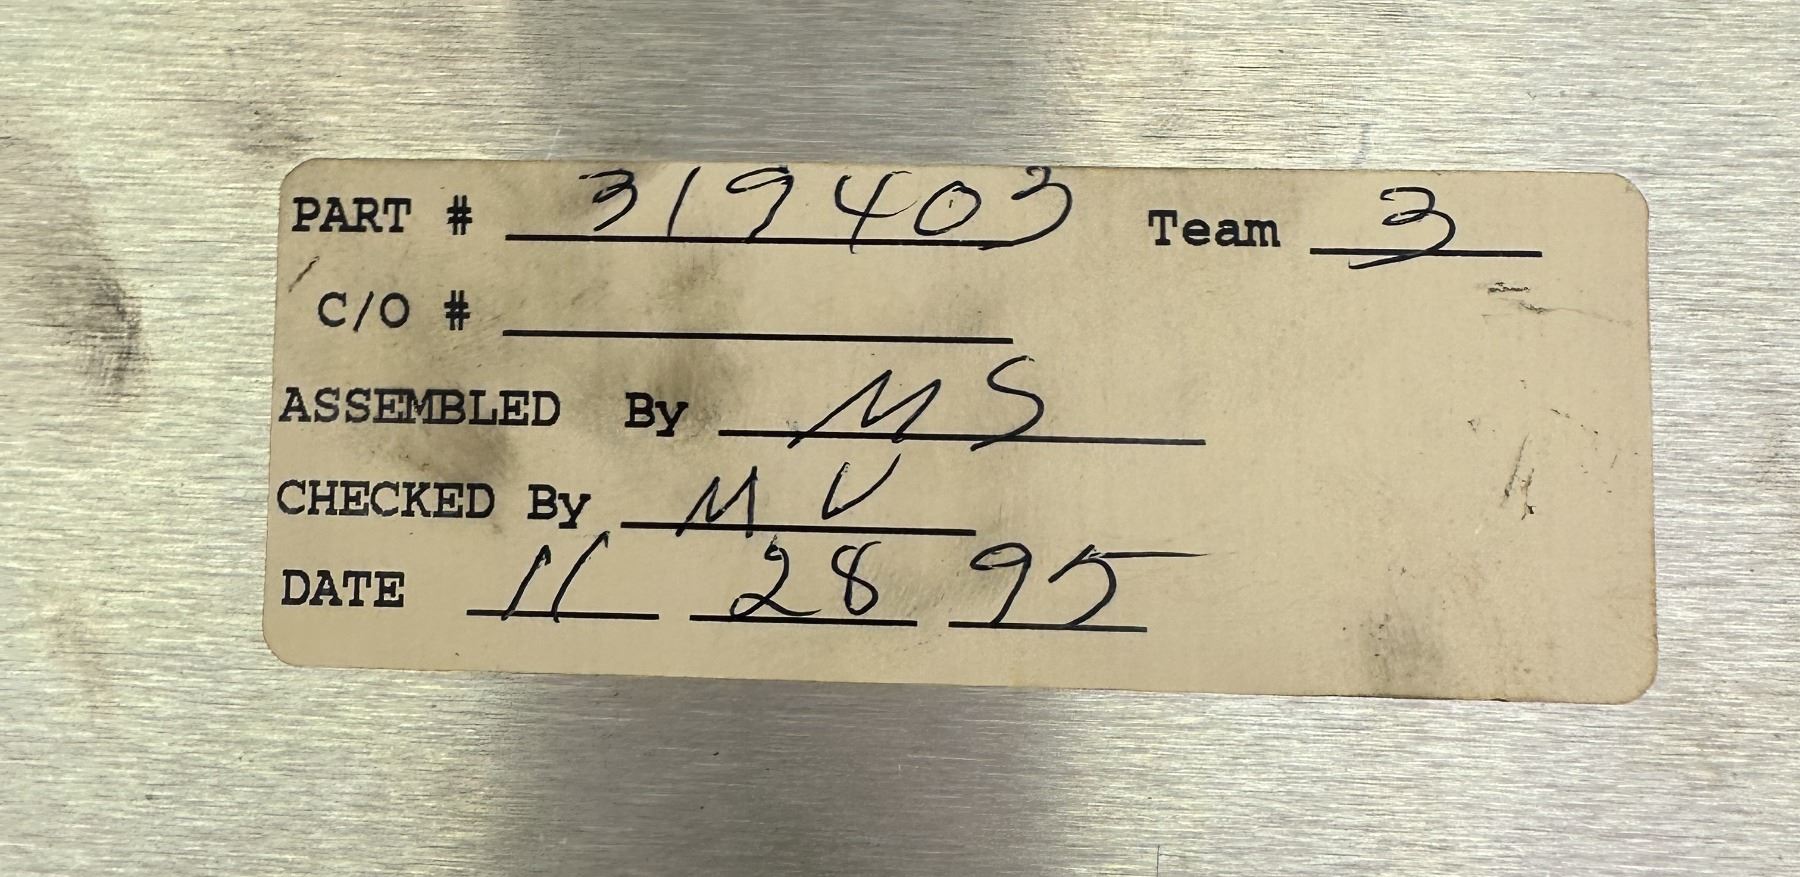 PART # 319403 Team 3
C/O #
ASSEMBLED By MS
CHECKED By MV
DATE 11 28 95